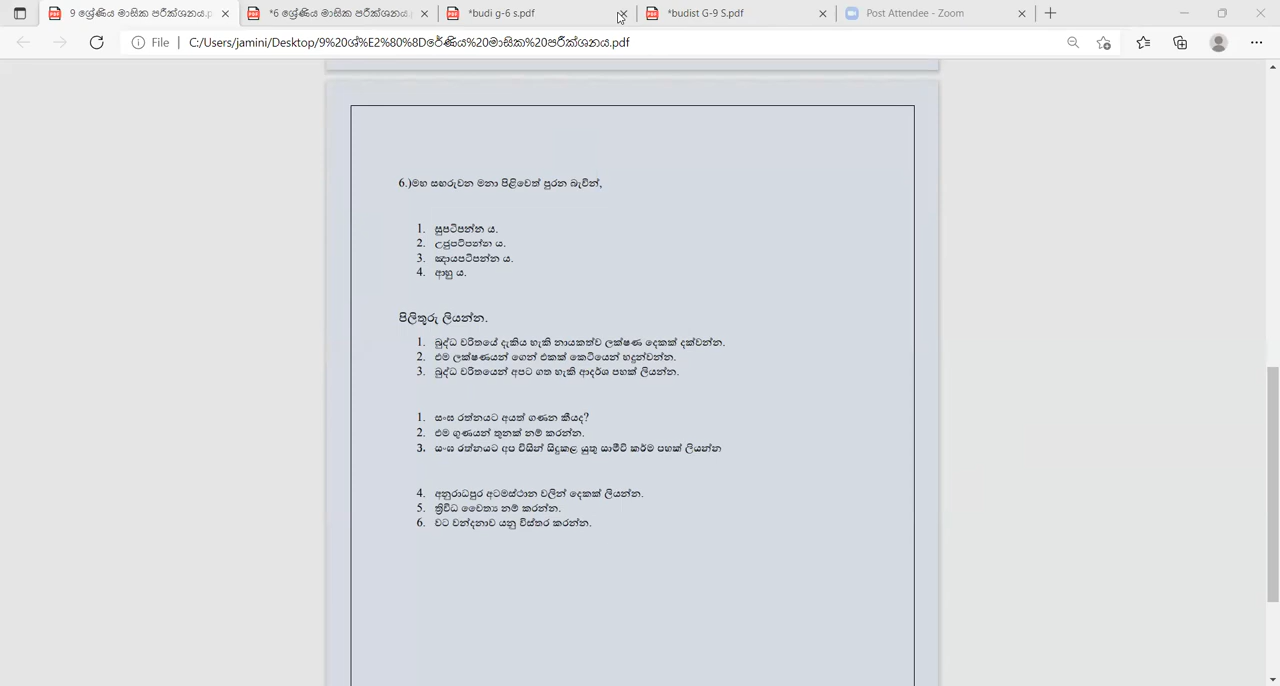 9 ශ්‍රේණිය මාසික පරීක්ශනය.p
*6 ශ්‍රේණිය මාසික පරීක්ශනය.
*budi g-6 s.pdf
*budist G-9 S.pdf
Post Attendee - Zoom
File C:/Users/jamini/Desktop/9%20ශ්%E2%80%8Dරේණිය%20මාසික%20පරීක්ශනය.pdf
6.)මහ සඟරුවන මනා පිළිවෙත් පුරන බැවින්,
1. සුපටිපන්න ය.
2. උජුපටිපන්න ය.
3. ඤායපටිපන්න ය.
4. ආහු ය.
පිලිතුරු ලියන්න.
1. බුද්ධ චරිතයේ දැකිය හැකි නායකත්ව ලක්ෂණ දෙකක් දක්වන්න.
2. එම ලක්ෂණයන් ගෙන් එකක් කෙටියෙන් හදුන්වන්න.
3. බුද්ධ චරිතයෙන් අපට ගත හැකි ආදර්ශ පහක් ලියන්න.
1. සංඝ රත්නයට අයත් ගණන කීයද?
2. එම ගුණයන් තුනක් නම් කරන්න.
3. සංඝ රත්නයට අප විසින් සිදුකළ යුතු සාමීචි කර්ම පහක් ලියන්න
4. අනුරාධපුර අටමස්ථාන වලින් දෙකක් ලියන්න.
5. ත්‍රිවිධ චෛත්‍ය නම් කරන්න.
6. වට වන්දනාව යනු විස්තර කරන්න.